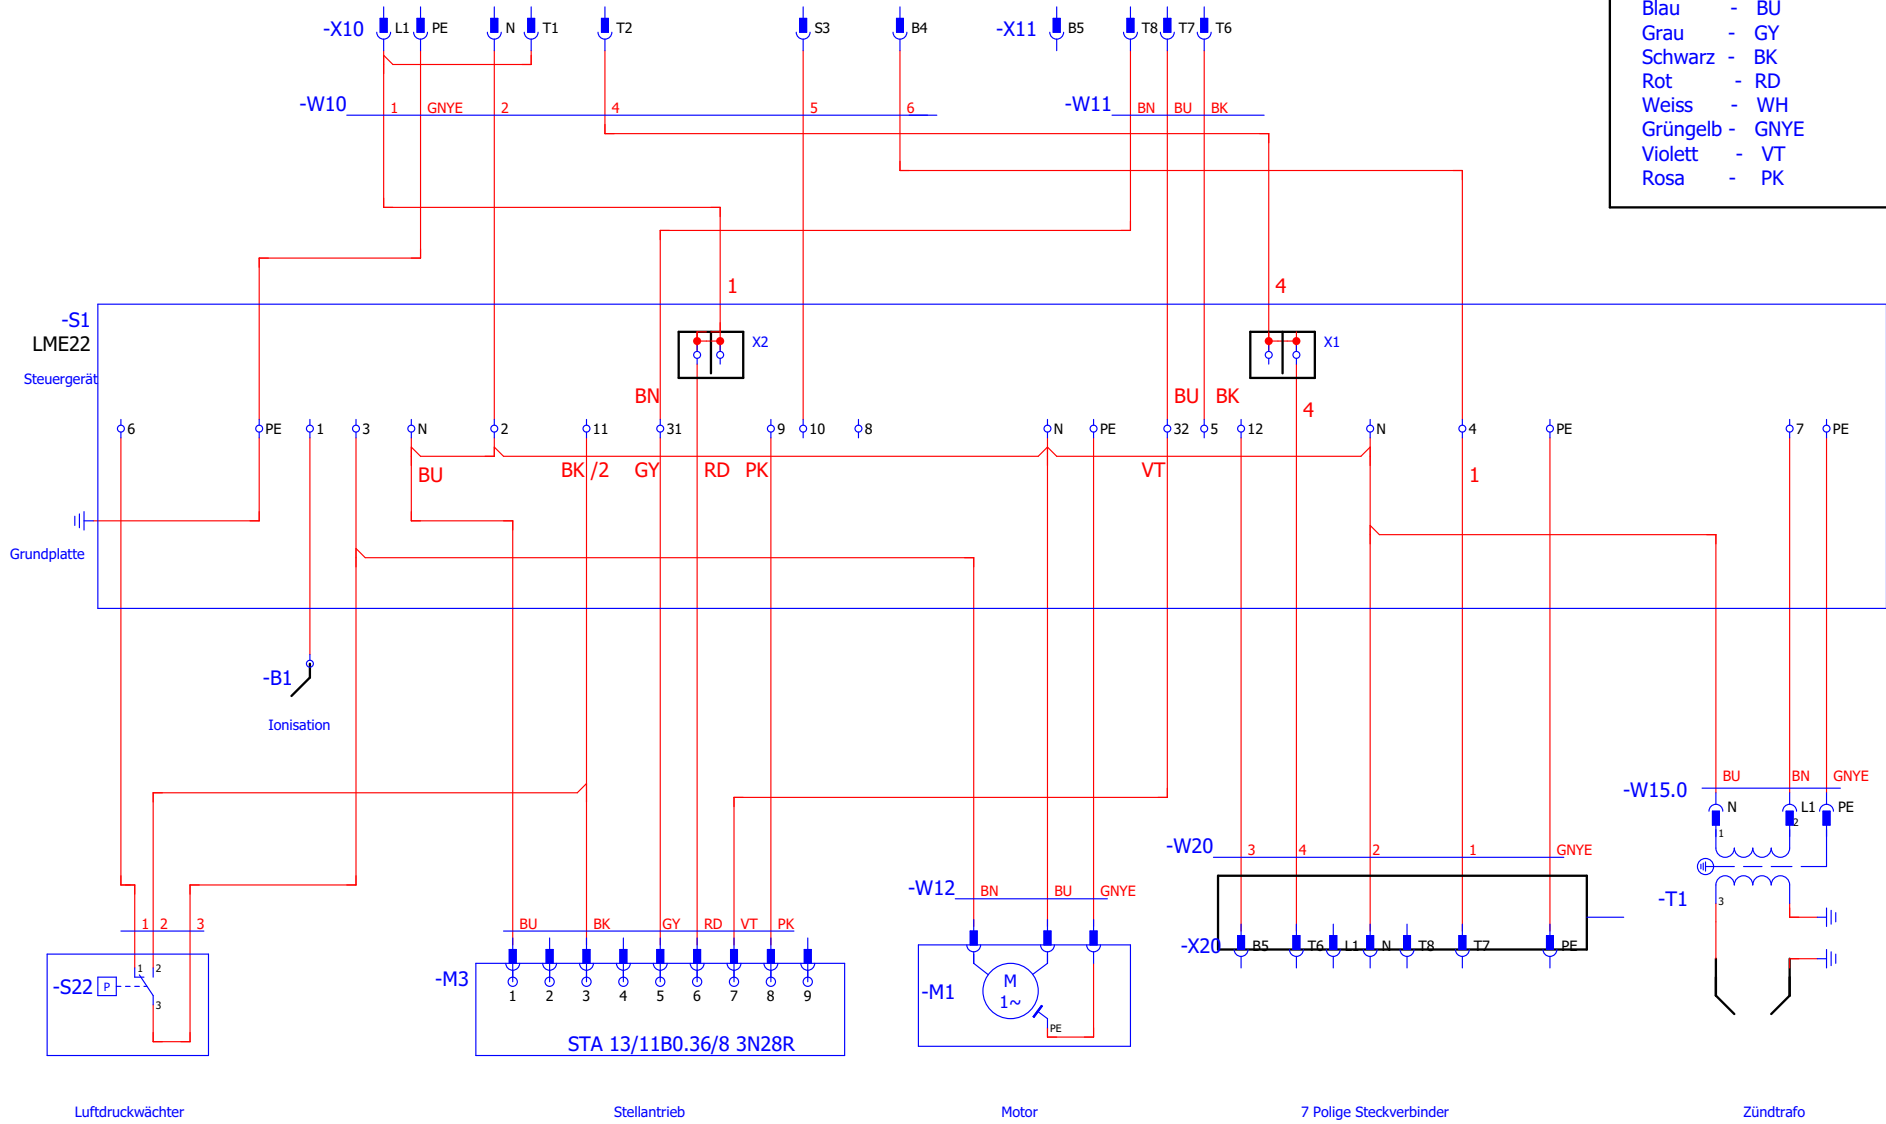 Blau - BU
-X10 L1 PE N T1 T2 S3 B4 -X11 B5 T8 T7 T6
Grau - GY
Schwarz - BK
Rot - RD
-W10 1 GNYE 2 4 5 6 -W11 BN BU BK
Weiss - WH
Grüngelb - GNYE
Violett - VT
Rosa - PK
1 4
-S1
LME22
X2 X1
Steuergerät
BN BU BK
4
6 PE 1 3 N 2 11 31 9 10 8 N PE 32 5 12 N 4 PE 7 PE
BU BK /2 GY RD PK VT 1
Grundplatte
-B1
Ionisation
BU BN GNYE
-W15.0
N L1 PE
1 2
-W20 3 4 2 1 GNYE
-W12 BN BU GNYE
-T1
3
1 2 3
BU BK GY RD VT PK
-X20 B5 T6 L1 N T8 T7 PE
-S22 P 1 2
3
-M3
1 2 3 4 5 6 7 8 9
-M1 M
1~
PE
STA 13/11B0.36/8 3N28R
Luftdruckwächter Stellantrieb Motor 7 Polige Steckverbinder Zündtrafo